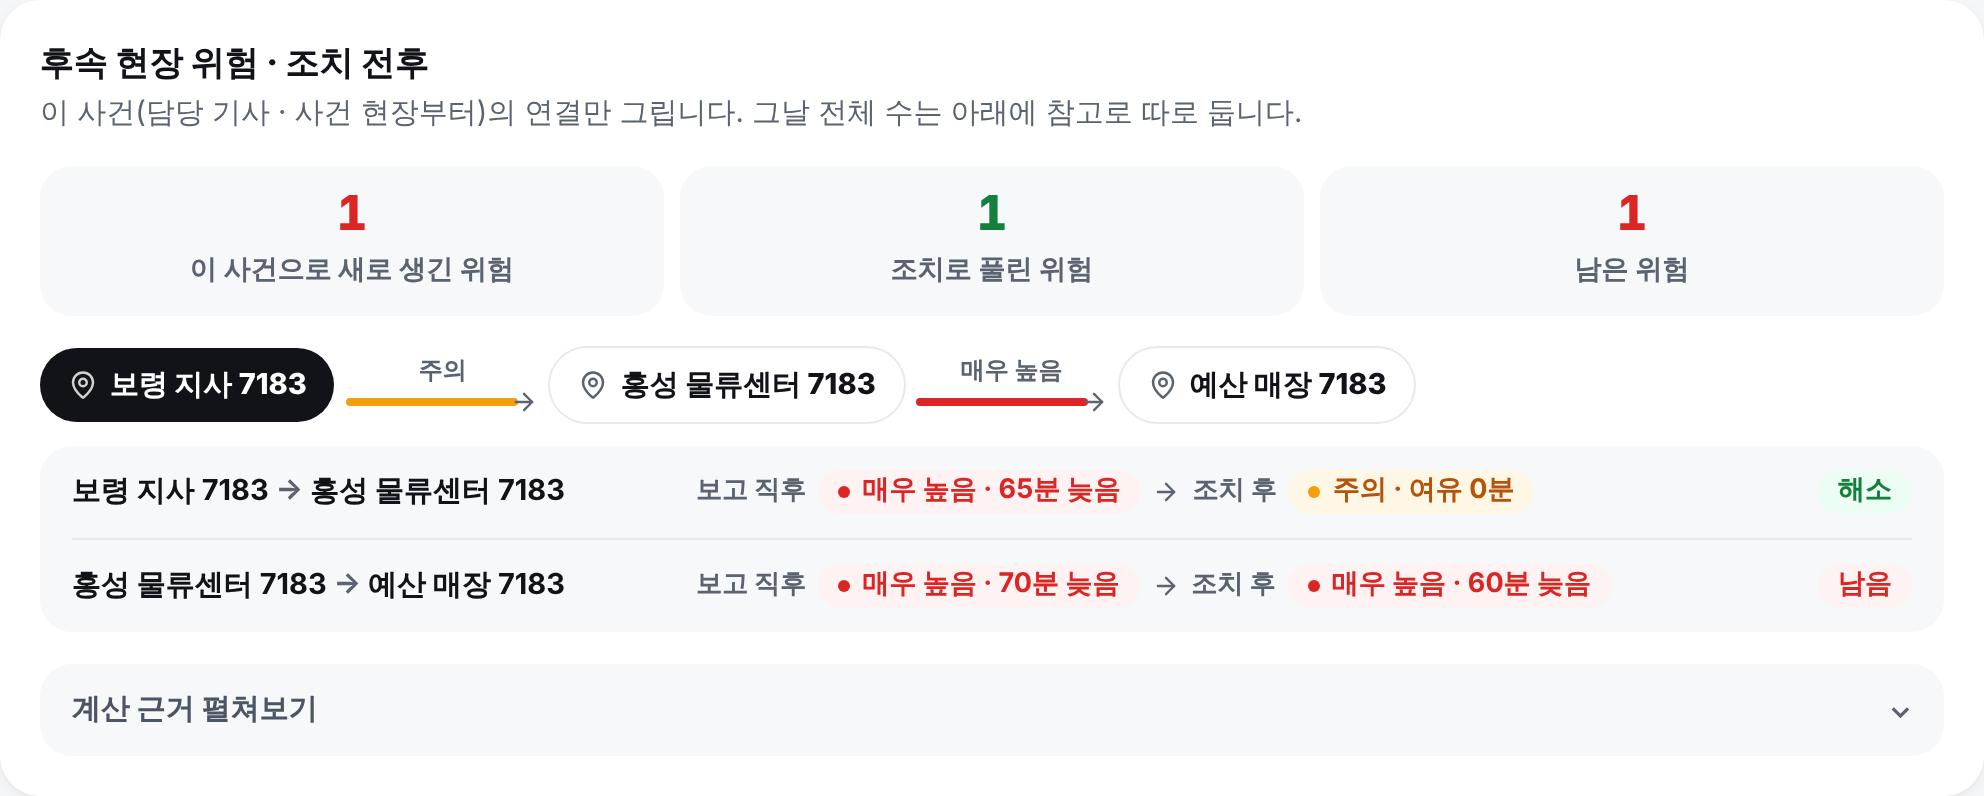 후속 현장 위험 · 조치 전후
이 사건(담당 기사 · 사건 현장부터)의 연결만 그립니다. 그날 전체 수는 아래에 참고로 따로 둡니다.
1
이 사건으로 새로 생긴 위험
1
조치로 풀린 위험
1
남은 위험
보령 지사 7183
주의
홍성 물류센터 7183
매우 높음
예산 매장 7183
보령 지사 7183 → 홍성 물류센터 7183 보고 직후 매우 높음 · 65분 늦음 → 조치 후 주의 · 여유 0분 해소
홍성 물류센터 7183 → 예산 매장 7183 보고 직후 매우 높음 · 70분 늦음 → 조치 후 매우 높음 · 60분 늦음 남음
계산 근거 펼쳐보기